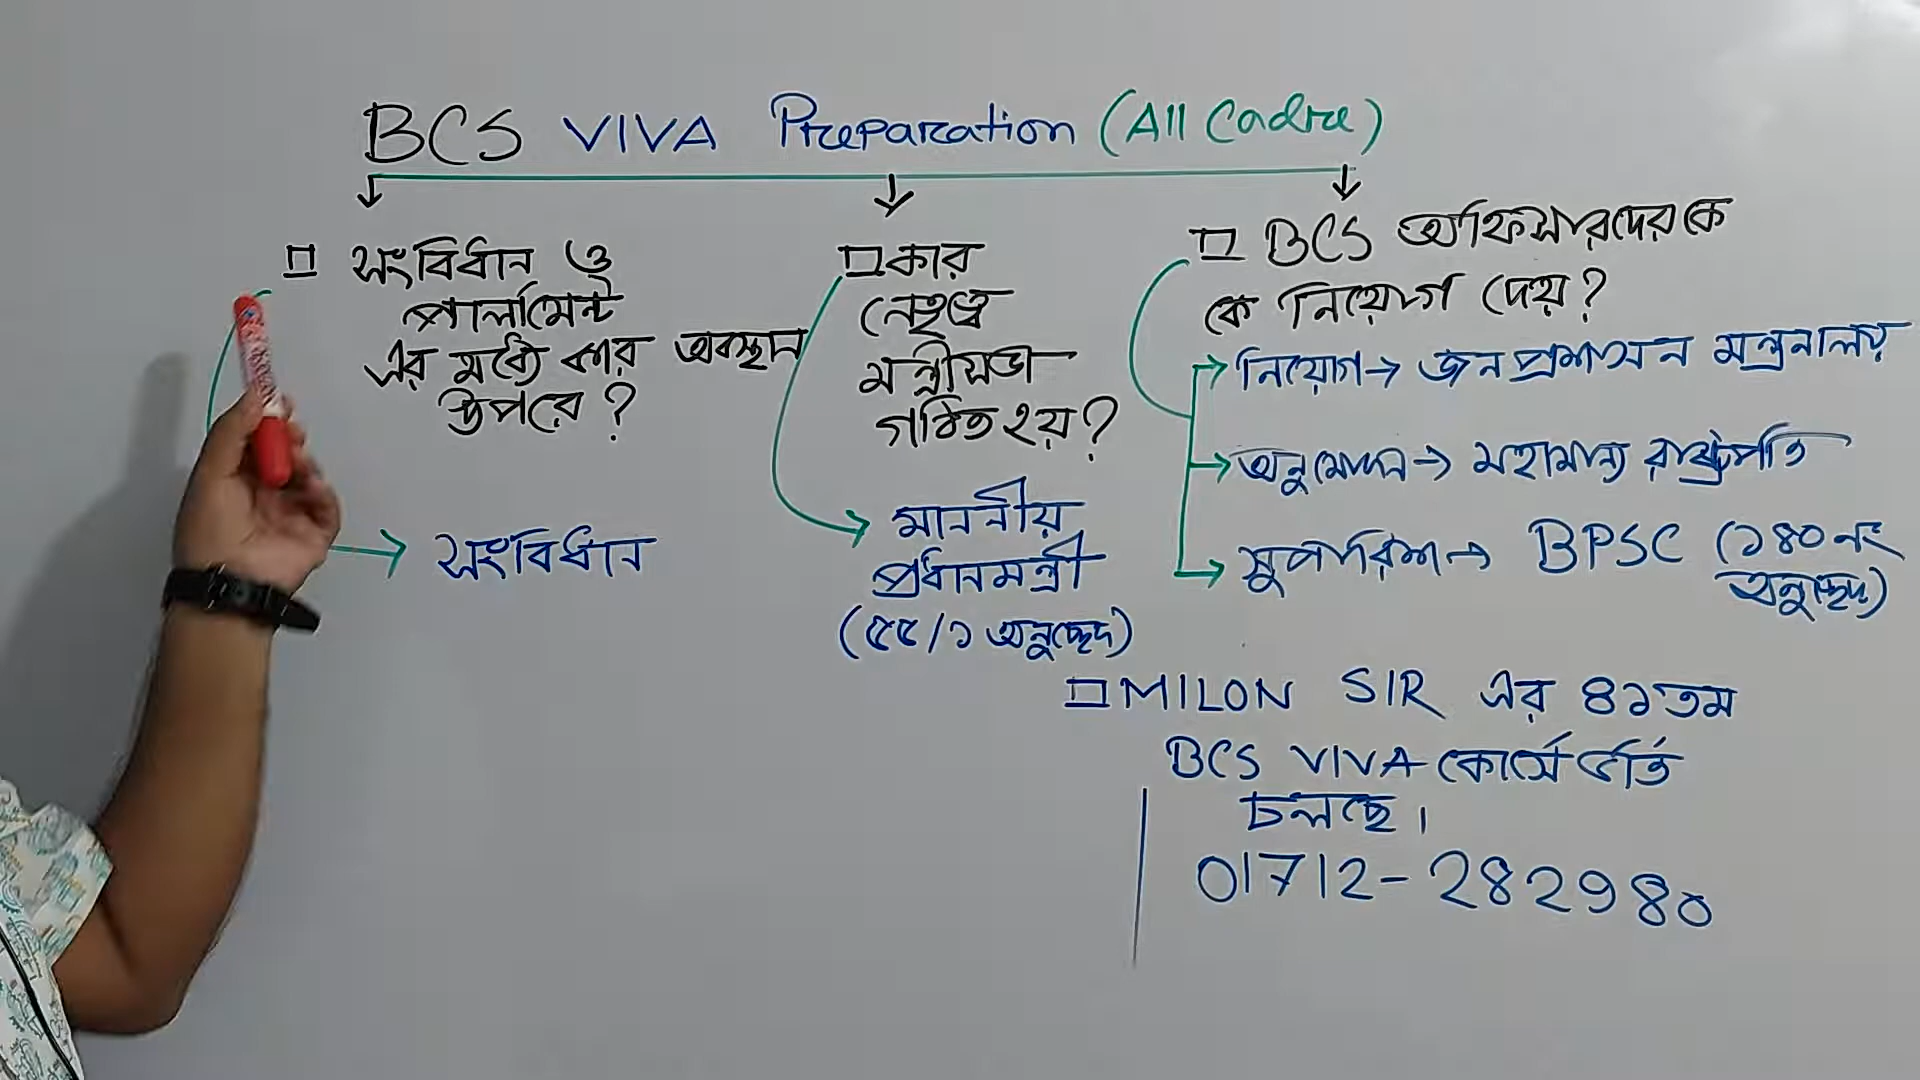 BCS VIVA Preparation (All Cadre)
সংবিধান ও
পার্লামেন্ট
এর মধ্যে কার অবস্থান
উপরে?
সংবিধান
কার
নেতৃত্বে
মন্ত্রীসভা
গঠিত হয়?
মাননীয়
প্রধানমন্ত্রী
(৫৫/১ অনুচ্ছেদ)
BCS অফিসারদেরকে
কে নিয়োগ দেয়?
নিয়োগ→ জনপ্রশাসন মন্ত্রনালয়
অনুমোদন→ মহামান্য রাষ্ট্রপতি
সুপারিশ→ BPSC (১৪০নং
অনুচ্ছেদ)
MILON SIR এর ৪১তম
BCS VIVA কোর্সে ভর্তি
চলছে।
01712-282980